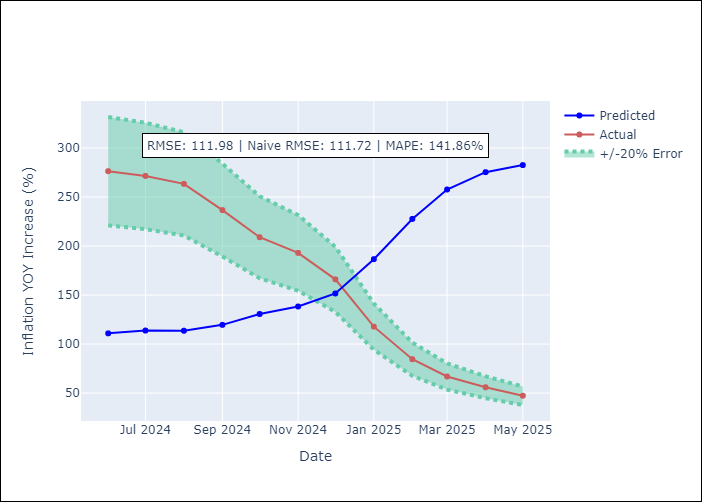 RMSE: 111.98 | Naive RMSE: 111.72 | MAPE: 141.86%
Predicted
Actual
+/-20% Error
Inflation YOY Increase (%)
300
250
200
150
100
50
Jul 2024
Sep 2024
Nov 2024
Jan 2025
Mar 2025
May 2025
Date